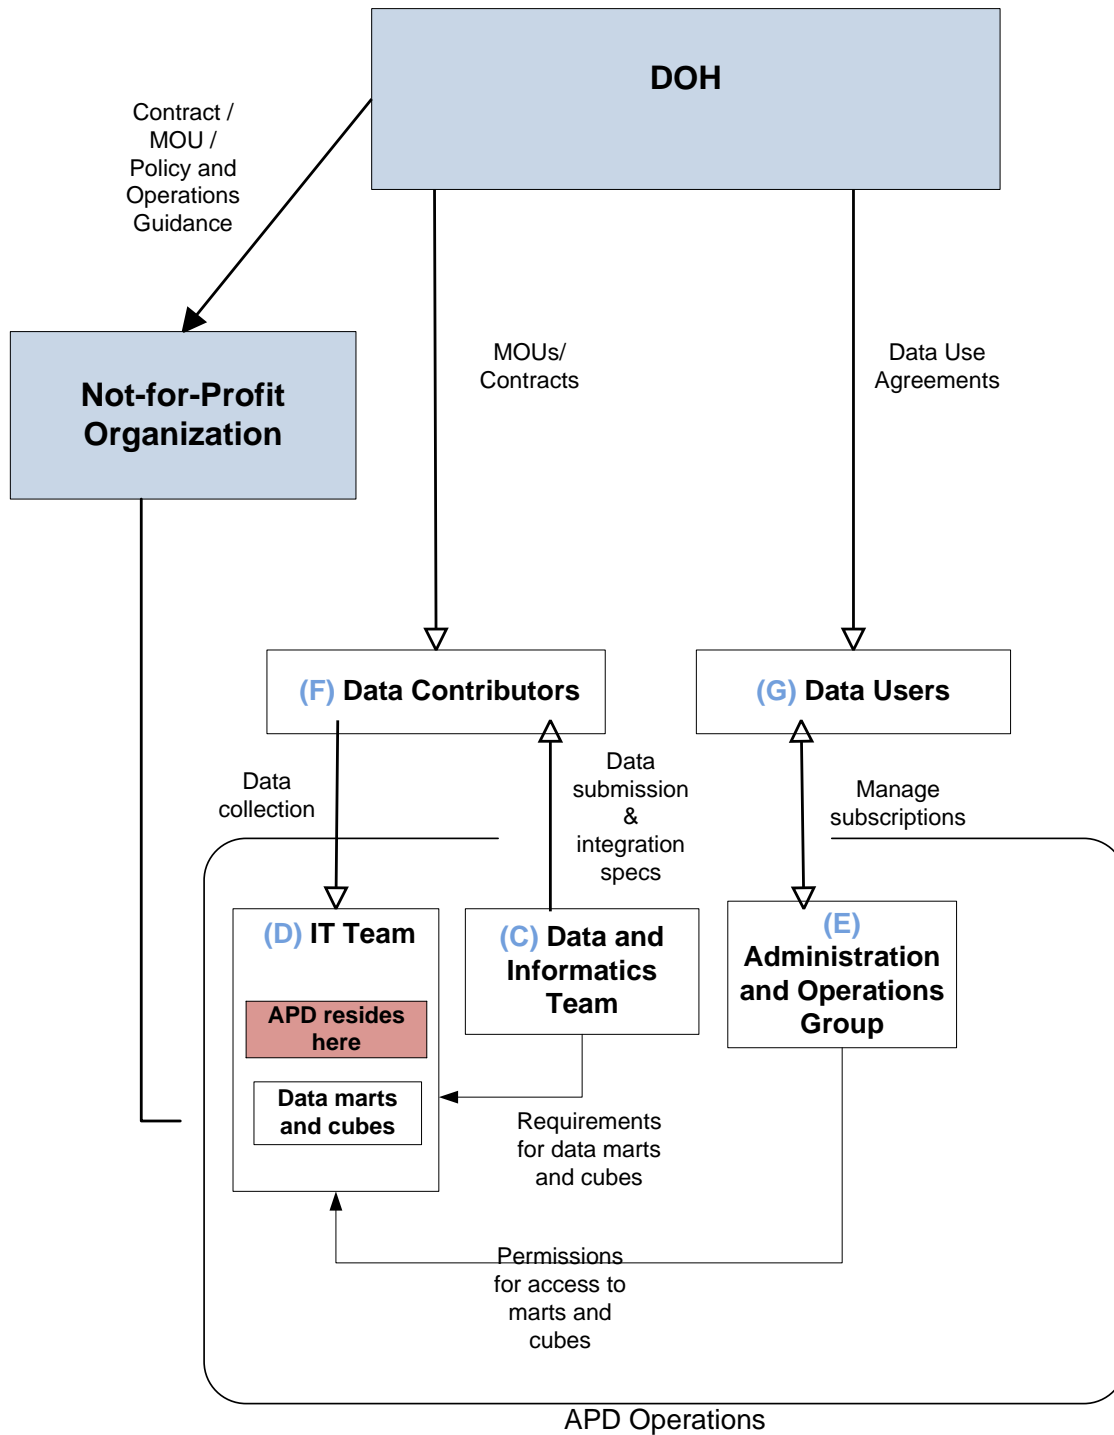 DOH
Contract /
MOU /
Policy and
Operations
Guidance
Not-for-Profit
Organization
MOUs/
Contracts
Data Use
Agreements
(F) Data Contributors
(G) Data Users
Data
collection
Data
submission
&
integration
specs
Manage
subscriptions
(D) IT Team
APD resides
here
Data marts
and cubes
(C) Data and
Informatics
Team
(E)
Administration
and Operations
Group
Requirements
for data marts
and cubes
Permissions
for access to
marts and
cubes
APD Operations